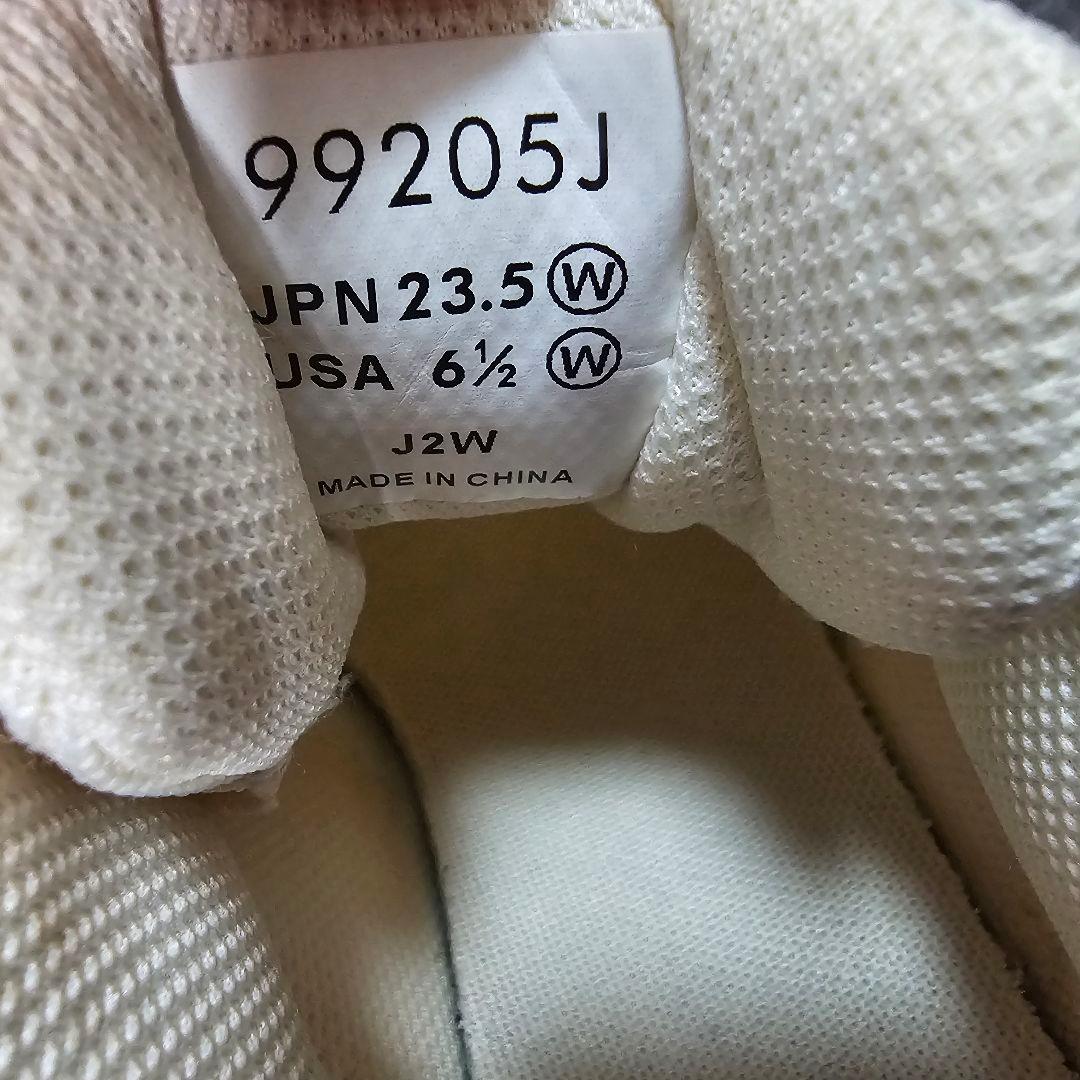 99205J
JPN 23.5 Ⓦ
USA 6½ Ⓦ
J2W
MADE IN CHINA